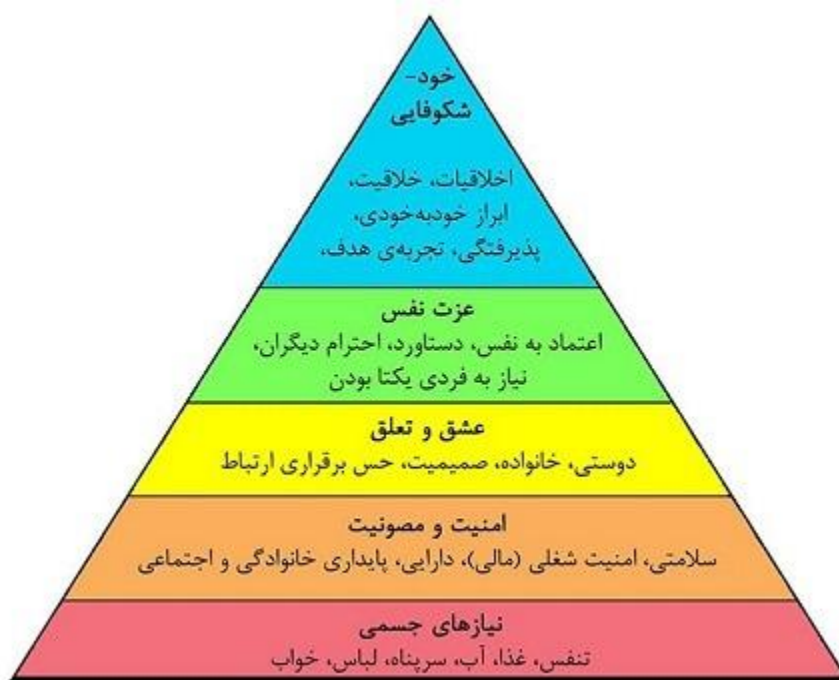 خود-
شکوفایی
اخلاقیات، خلاقیت،
ابراز خودبه‌خودی،
پذیرفتگی، تجربه‌ی هدف،
عزت نفس
اعتماد به نفس، دستاورد، احترام دیگران،
نیاز به فردی یکتا بودن
عشق و تعلق
دوستی، خانواده، صمیمیت، حس برقراری ارتباط
امنیت و مصونیت
سلامتی، امنیت شغلی (مالی)، دارایی، پایداری خانوادگی و اجتماعی
نیازهای جسمی
تنفس، غذا، آب، سرپناه، لباس، خواب